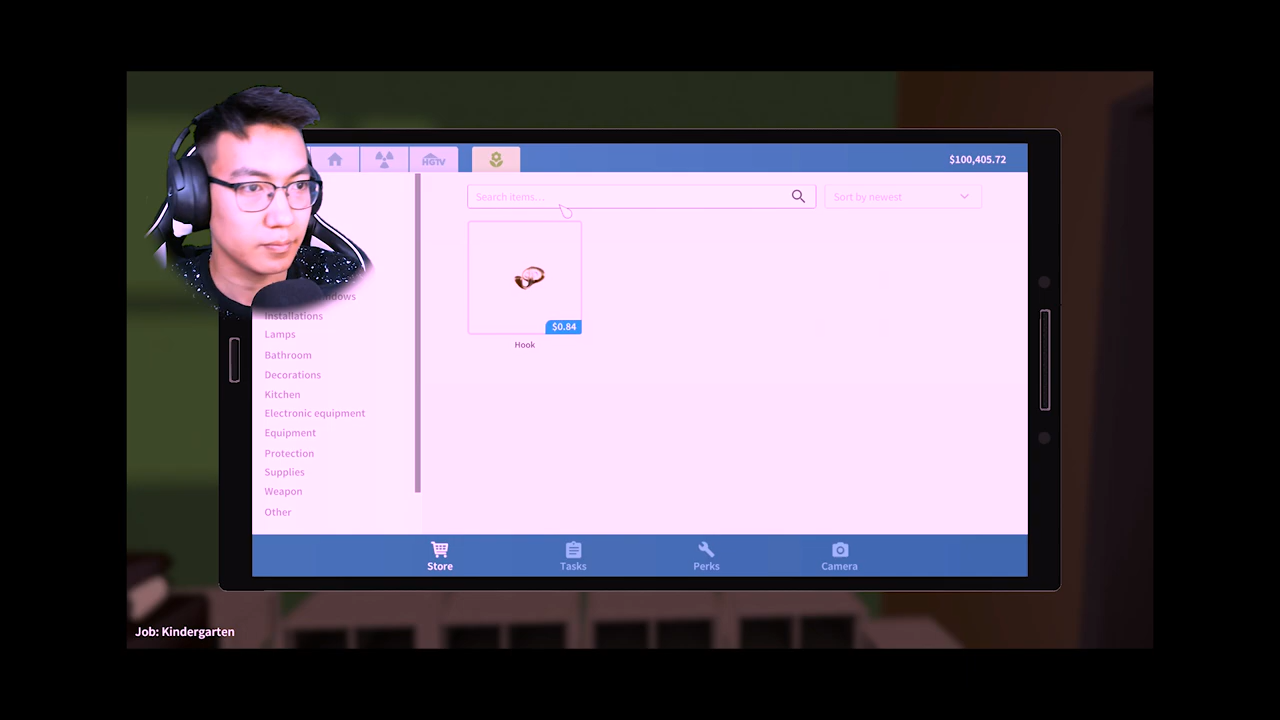 HGTV
$100,405.72
Search items...
Sort by newest
$0.84
Hook
Installations
Lamps
Bathroom
Decorations
Kitchen
Electronic equipment
Equipment
Protection
Supplies
Weapon
Other
Store
Tasks
Perks
Camera
Job: Kindergarten